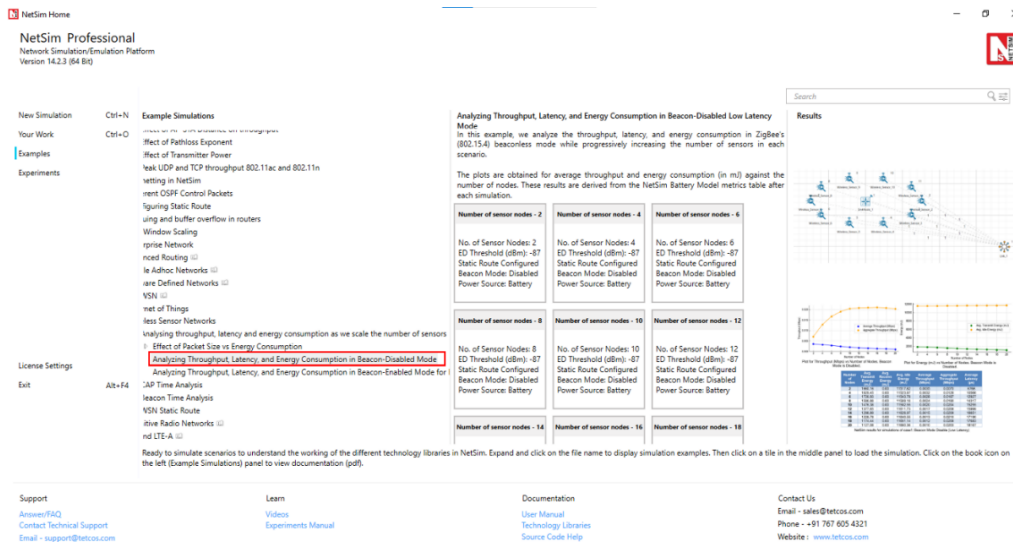 NetSim Home
NetSim Professional
Network Simulation/Emulation Platform
Version 14.2.3 (64 Bit)
NETSIM
Search
New Simulation Ctrl+N
Your Work Ctrl+O
Examples
Experiments
License Settings
Exit Alt+F4
Example Simulations
Effect of Pathloss Exponent
Effect of Transmitter Power
Peak UDP and TCP throughput 802.11ac and 802.11n
netting in NetSim
rent OSPF Control Packets
figuring Static Route
uing and buffer overflow in routers
Window Scaling
rprise Network
nced Routing
le Adhoc Networks
are Defined Networks
WSN
rnet of Things
less Sensor Networks
nalysing throughput, latency and energy consumption as we scale the number of sensors
Effect of Packet Size vs Energy Consumption
Analyzing Throughput, Latency, and Energy Consumption in Beacon-Disabled Mode
Analyzing Throughput, Latency, and Energy Consumption in Beacon-Enabled Mode for
CAP Time Analysis
Beacon Time Analysis
WSN Static Route
itive Radio Networks
nd LTE-A
Analyzing Throughput, Latency, and Energy Consumption in Beacon-Disabled Low Latency
Mode
In this example, we analyze the throughput, latency, and energy consumption in ZigBee's
(802.15.4) beaconless mode while progressively increasing the number of sensors in each
scenario.
The plots are obtained for average throughput and energy consumption (in mJ) against the
number of nodes. These results are derived from the NetSim Battery Model metrics table after
each simulation.
Number of sensor nodes - 2
No. of Sensor Nodes: 2
ED Threshold (dBm): -87
Static Route Configured
Beacon Mode: Disabled
Power Source: Battery
Number of sensor nodes - 4
No. of Sensor Nodes: 4
ED Threshold (dBm): -87
Static Route Configured
Beacon Mode: Disabled
Power Source: Battery
Number of sensor nodes - 6
No. of Sensor Nodes: 6
ED Threshold (dBm): -87
Static Route Configured
Beacon Mode: Disabled
Power Source: Battery
Number of sensor nodes - 8
No. of Sensor Nodes: 8
ED Threshold (dBm): -87
Static Route Configured
Beacon Mode: Disabled
Power Source: Battery
Number of sensor nodes - 10
No. of Sensor Nodes: 10
ED Threshold (dBm): -87
Static Route Configured
Beacon Mode: Disabled
Power Source: Battery
Number of sensor nodes - 12
No. of Sensor Nodes: 12
ED Threshold (dBm): -87
Static Route Configured
Beacon Mode: Disabled
Power Source: Battery
Number of sensor nodes - 14
Number of sensor nodes - 16
Number of sensor nodes - 18
Results
Ready to simulate scenarios to understand the working of the different technology libraries in NetSim. Expand and click on the file name to display simulation examples. Then click on a tile in the middle panel to load the simulation. Click on the book icon on
the left (Example Simulations) panel to view documentation (pdf).
Support
Answer/FAQ
Contact Technical Support
Email - support@tetcos.com
Learn
Videos
Experiments Manual
Documentation
User Manual
Technology Libraries
Source Code Help
Contact Us
Email - sales@tetcos.com
Phone - +91 767 605 4321
Website : www.tetcos.com